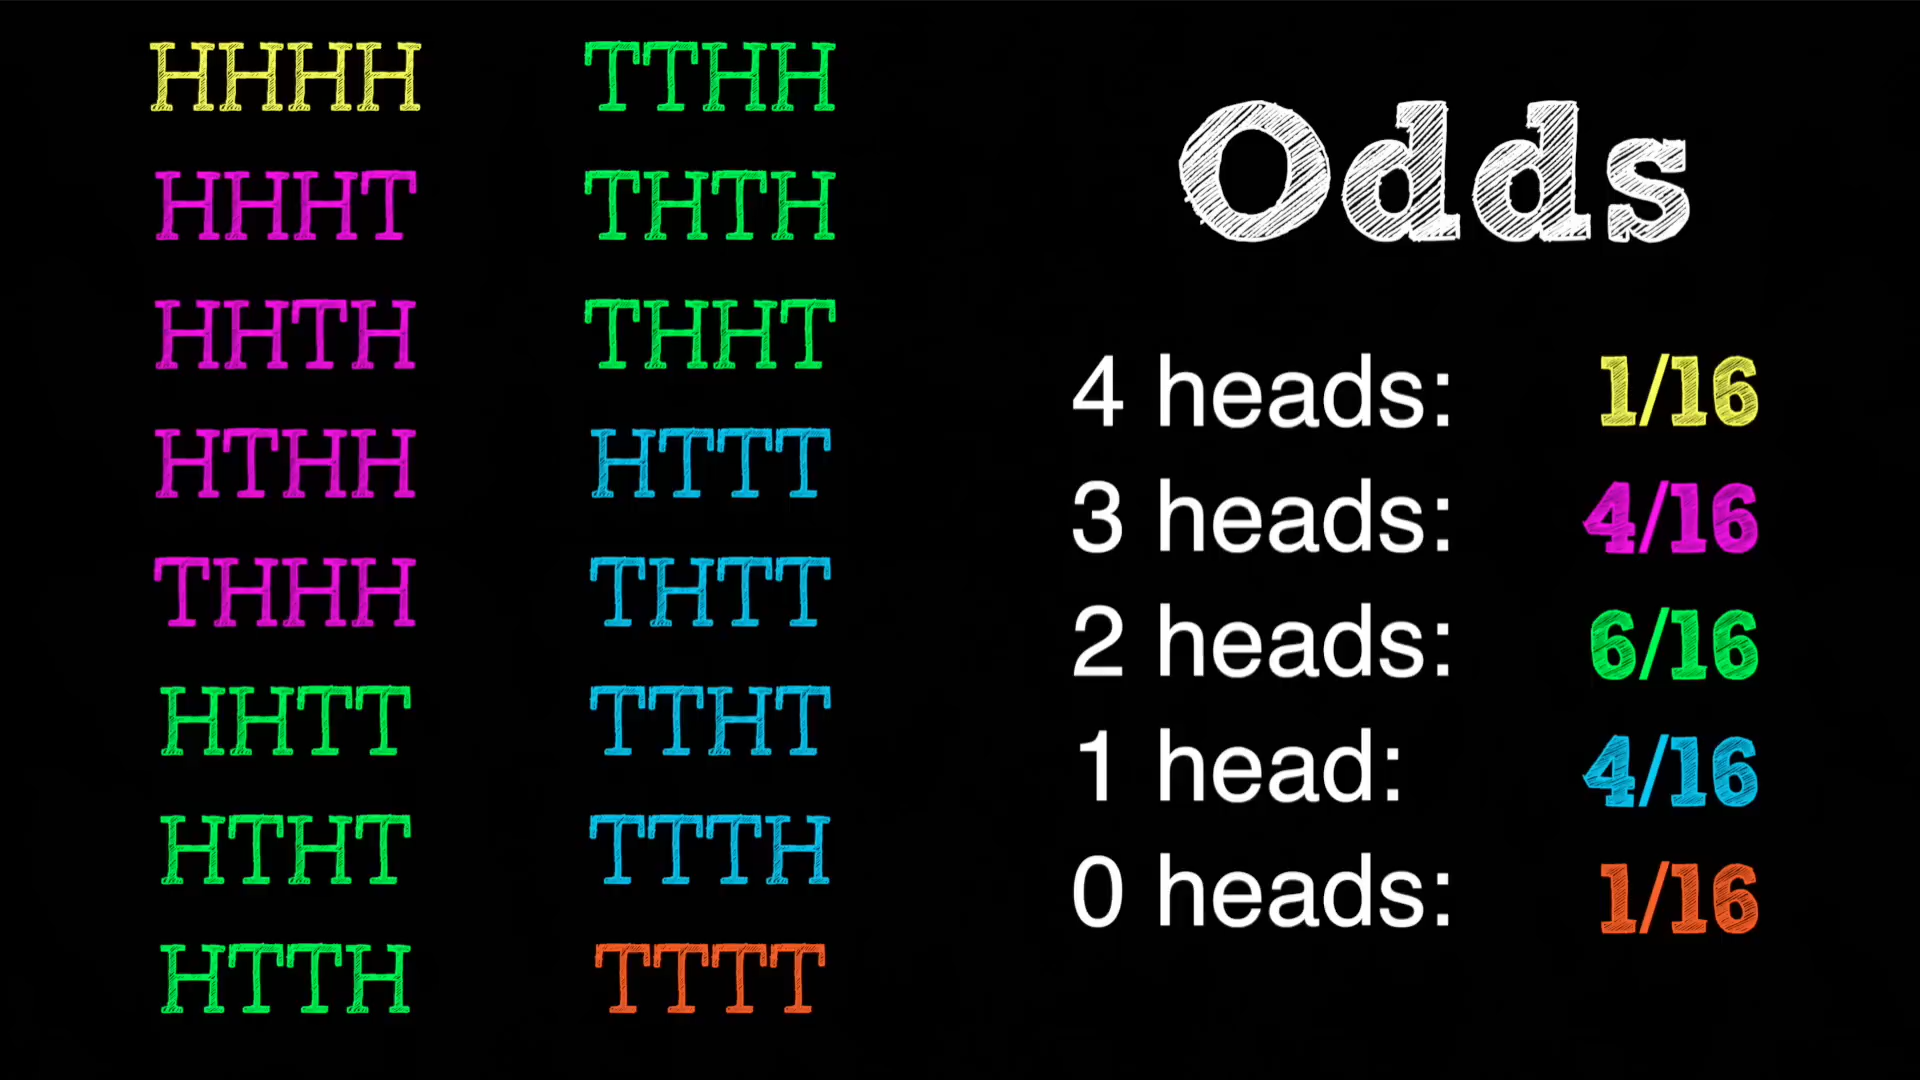 HHHH
HHHT
HHTH
HTHH
THHH
HHTT
HTHT
HTTH
TTHH
THTH
THHT
HTTT
THTT
TTHT
TTTH
TTTT
Odds
4 heads: 1/16
3 heads: 4/16
2 heads: 6/16
1 head: 4/16
0 heads: 1/16